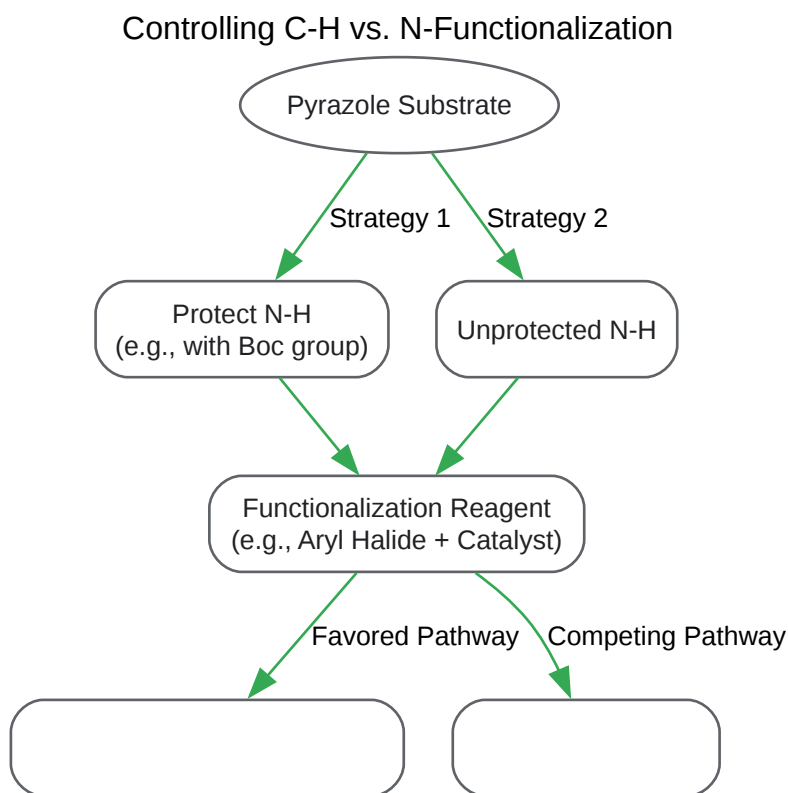 Controlling C-H vs. N-Functionalization
Pyrazole Substrate
Strategy 1
Strategy 2
Protect N-H
(e.g., with Boc group)
Unprotected N-H
Functionalization Reagent
(e.g., Aryl Halide + Catalyst)
Favored Pathway
Competing Pathway